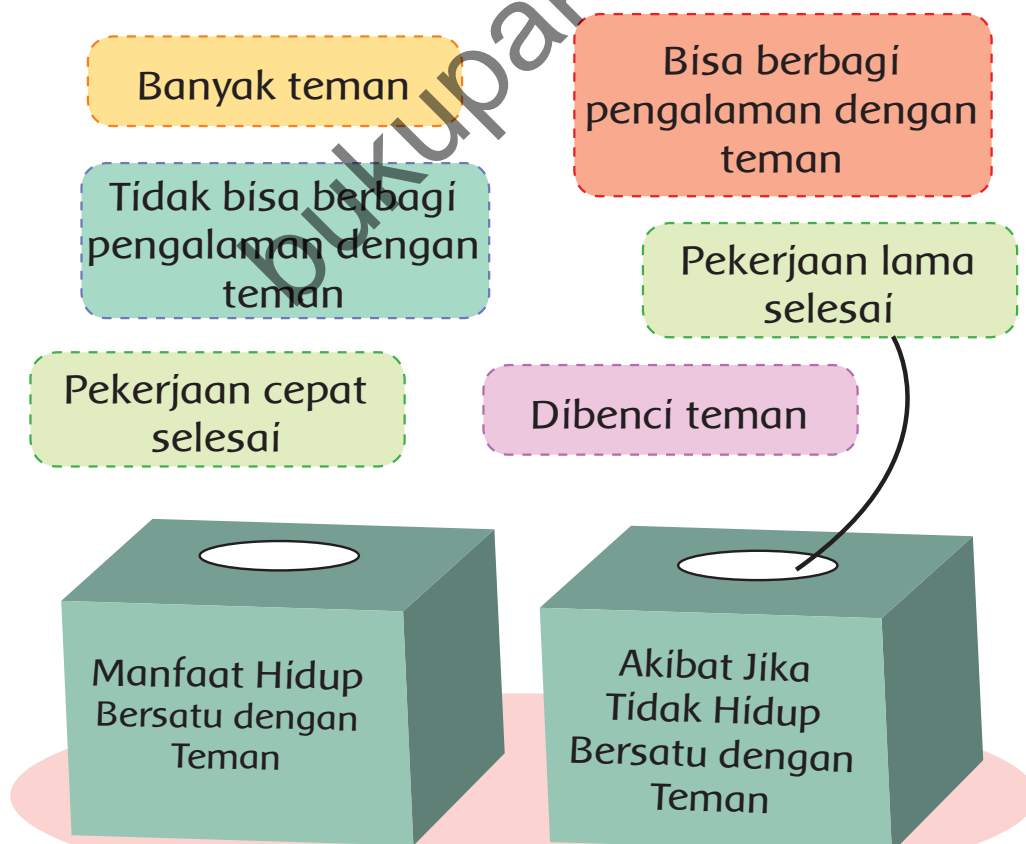 Banyak teman
Bisa berbagi
pengalaman dengan
teman
Tidak bisa berbagi
pengalaman dengan
teman
Pekerjaan lama
selesai
Pekerjaan cepat
selesai
Dibenci teman
Manfaat Hidup
Bersatu dengan
Teman
Akibat Jika
Tidak Hidup
Bersatu dengan
Teman